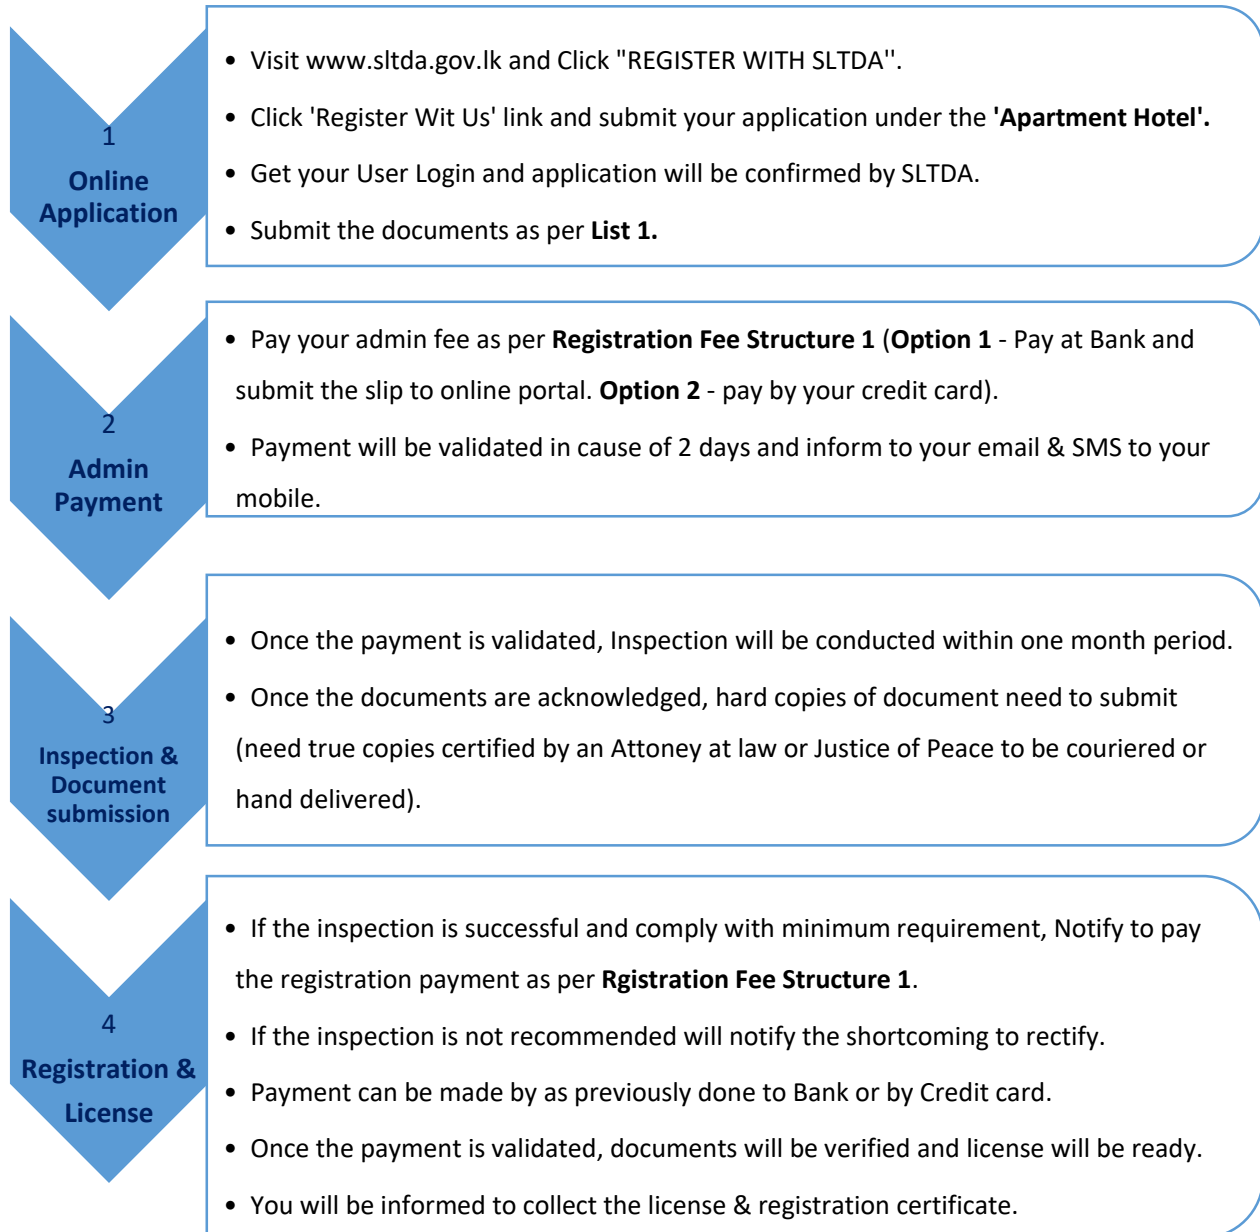 1
Online
Application
• Visit www.sltda.gov.lk and Click "REGISTER WITH SLTDA''.
• Click 'Register Wit Us' link and submit your application under the 'Apartment Hotel'.
• Get your User Login and application will be confirmed by SLTDA.
• Submit the documents as per List 1.
2
Admin
Payment
• Pay your admin fee as per Registration Fee Structure 1 (Option 1 - Pay at Bank and
submit the slip to online portal. Option 2 - pay by your credit card).
• Payment will be validated in cause of 2 days and inform to your email & SMS to your
mobile.
3
Inspection &
Document
submission
• Once the payment is validated, Inspection will be conducted within one month period.
• Once the documents are acknowledged, hard copies of document need to submit
(need true copies certified by an Attoney at law or Justice of Peace to be couriered or
hand delivered).
4
Registration &
License
• If the inspection is successful and comply with minimum requirement, Notify to pay
the registration payment as per Rgistration Fee Structure 1.
• If the inspection is not recommended will notify the shortcoming to rectify.
• Payment can be made by as previously done to Bank or by Credit card.
• Once the payment is validated, documents will be verified and license will be ready.
• You will be informed to collect the license & registration certificate.